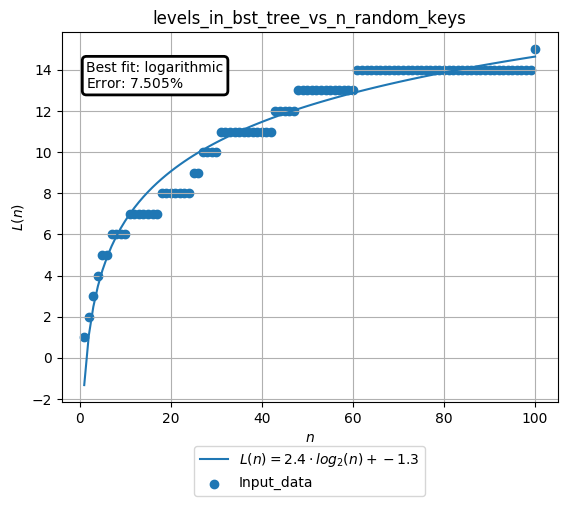 levels_in_bst_tree_vs_n_random_keys
Best fit: logarithmic
Error: 7.505%
14
12
10
8
6
4
2
0
−2
L(n)
0 20 40 60 80 100
n
L(n) = 2.4 · log₂(n) + −1.3
Input_data